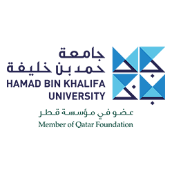 جامعة
حمد بن خليفة
HAMAD BIN KHALIFA
UNIVERSITY
عضو في مؤسسة قطر
Member of Qatar Foundation